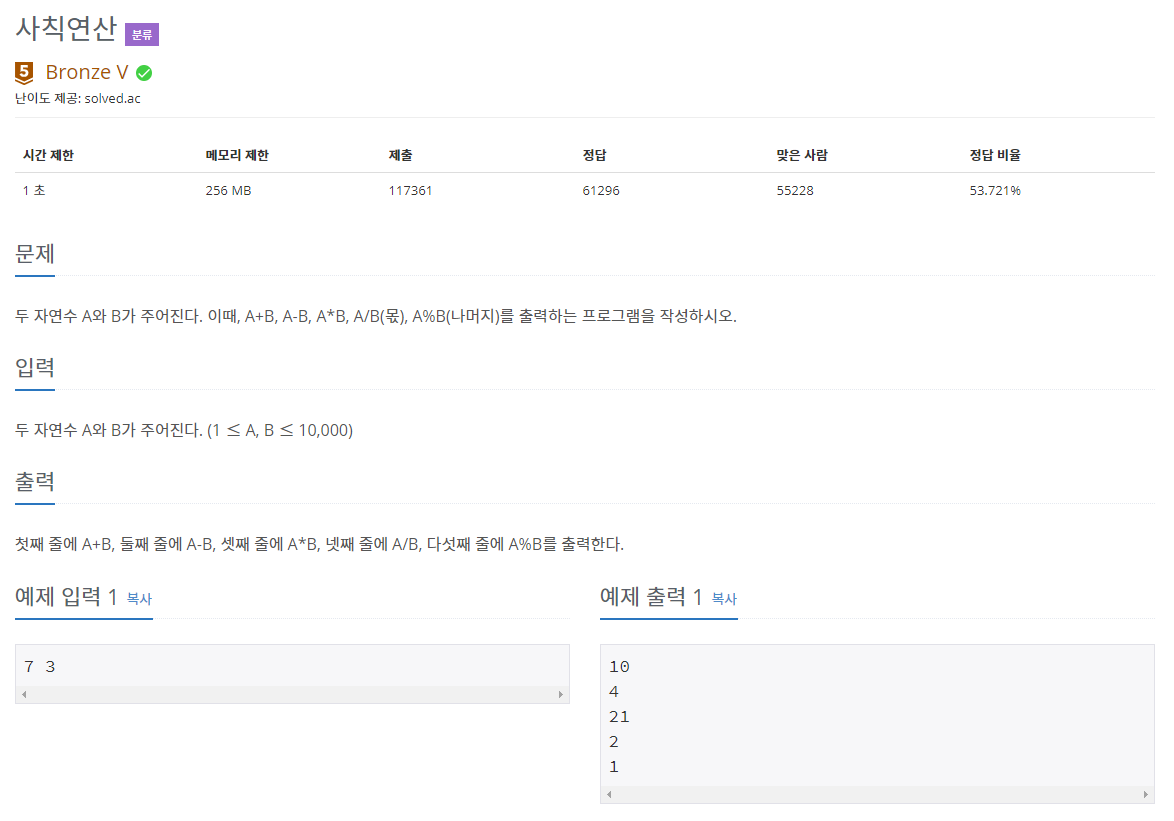 사칙연산 분류
5 Bronze V
난이도 제공: solved.ac
시간 제한 메모리 제한 제출 정답 맞은 사람 정답 비율
1 초 256 MB 117361 61296 55228 53.721%
문제
두 자연수 A와 B가 주어진다. 이때, A+B, A-B, A*B, A/B(몫), A%B(나머지)를 출력하는 프로그램을 작성하시오.
입력
두 자연수 A와 B가 주어진다. (1 ≤ A, B ≤ 10,000)
출력
첫째 줄에 A+B, 둘째 줄에 A-B, 셋째 줄에 A*B, 넷째 줄에 A/B, 다섯째 줄에 A%B를 출력한다.
예제 입력 1 복사
7 3
예제 출력 1 복사
10
4
21
2
1